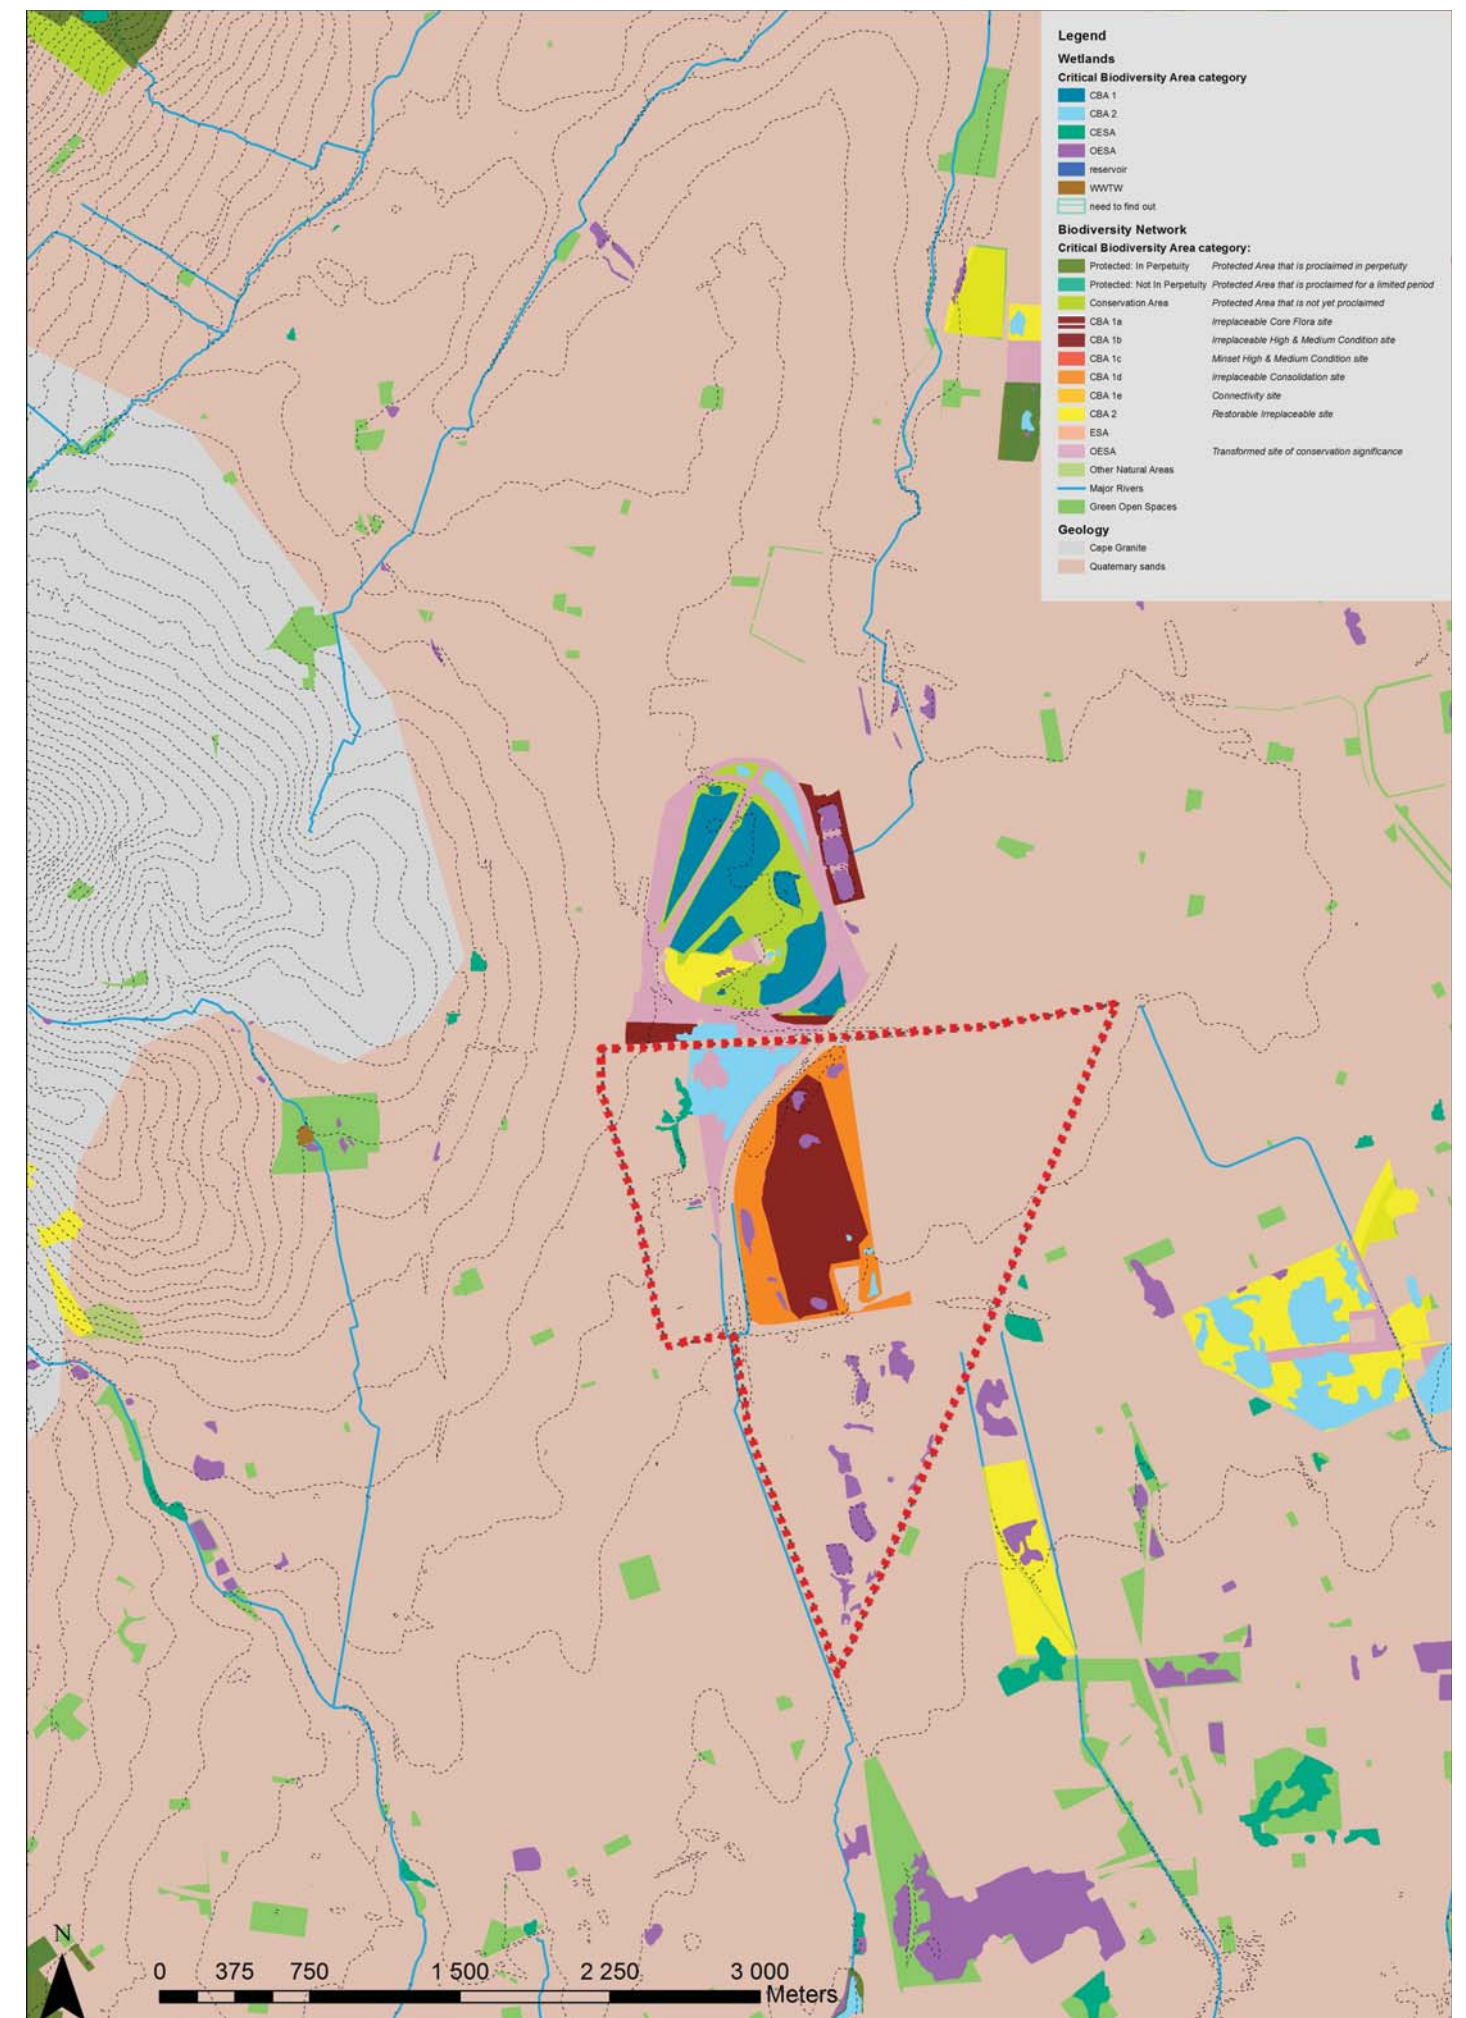 Legend
Wetlands
Critical Biodiversity Area category
CBA 1
CBA 2
CESA
OESA
reservoir
WWTW
need to find out
Biodiversity Network
Critical Biodiversity Area category:
Protected: In Perpetuity Protected Area that is proclaimed in perpetuity
Protected: Not In Perpetuity Protected Area that is proclaimed for a limited period
Conservation Area Protected Area that is not yet proclaimed
CBA 1a Irreplaceable Core Flora site
CBA 1b Irreplaceable High & Medium Condition site
CBA 1c Minset High & Medium Condition site
CBA 1d Irreplaceable Consolidation site
CBA 1e Connectivity site
CBA 2 Restorable Irreplaceable site
ESA
OESA Transformed site of conservation significance
Other Natural Areas
Major Rivers
Green Open Spaces
Geology
Cape Granite
Quaternary sands
N
0 375 750 1 500 2 250 3 000
Meters